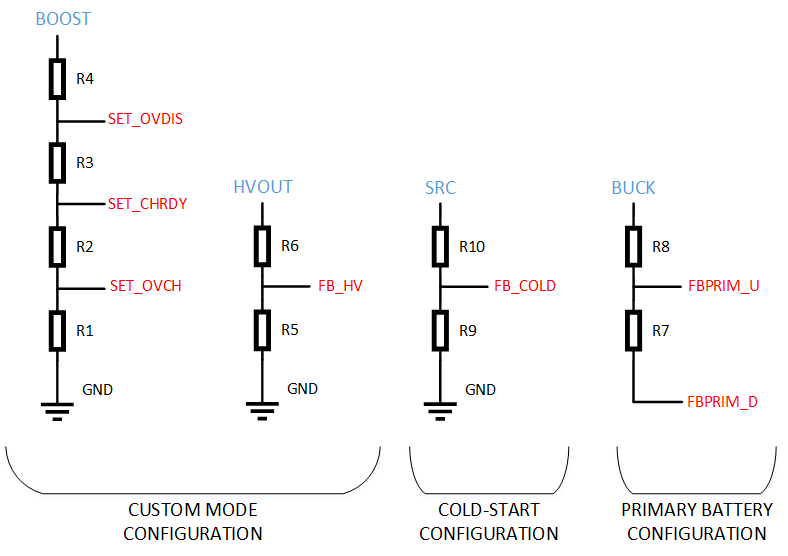 BOOST
R4
SET_OVDIS
R3
SET_CHRDY
R2
SET_OVCH
R1
GND
HVOUT
R6
FB_HV
R5
GND
SRC
R10
FB_COLD
R9
GND
BUCK
R8
FBPRIM_U
R7
FBPRIM_D
CUSTOM MODE
CONFIGURATION
COLD-START
CONFIGURATION
PRIMARY BATTERY
CONFIGURATION